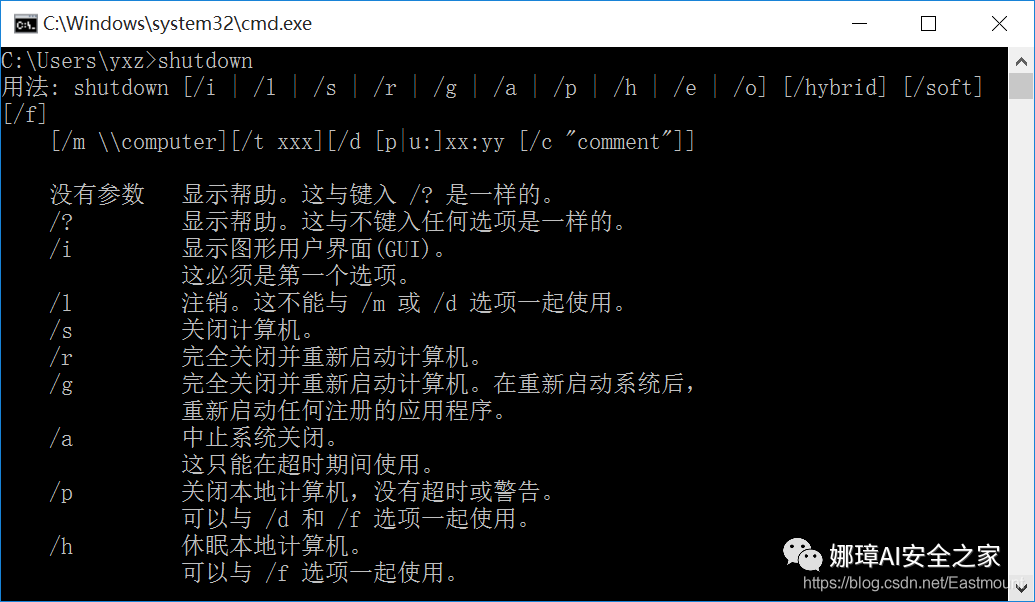 C:\Windows\system32\cmd.exe
C:\Users\yxz>shutdown
用法: shutdown [/i | /l | /s | /r | /g | /a | /p | /h | /e | /o] [/hybrid] [/soft]
[/f]
[/m \\computer][/t xxx][/d [p|u:]xx:yy [/c "comment"]]
没有参数 显示帮助。这与键入 /? 是一样的。
/? 显示帮助。这与不键入任何选项是一样的。
/i 显示图形用户界面(GUI)。
这必须是第一个选项。
/l 注销。这不能与 /m 或 /d 选项一起使用。
/s 关闭计算机。
/r 完全关闭并重新启动计算机。
/g 完全关闭并重新启动计算机。在重新启动系统后，
重新启动任何注册的应用程序。
/a 中止系统关闭。
这只能在超时期间使用。
/p 关闭本地计算机，没有超时或警告。
可以与 /d 和 /f 选项一起使用。
/h 休眠本地计算机。
可以与 /f 选项一起使用。
娜璋AI安全之家
https://blog.csdn.net/Eastmount